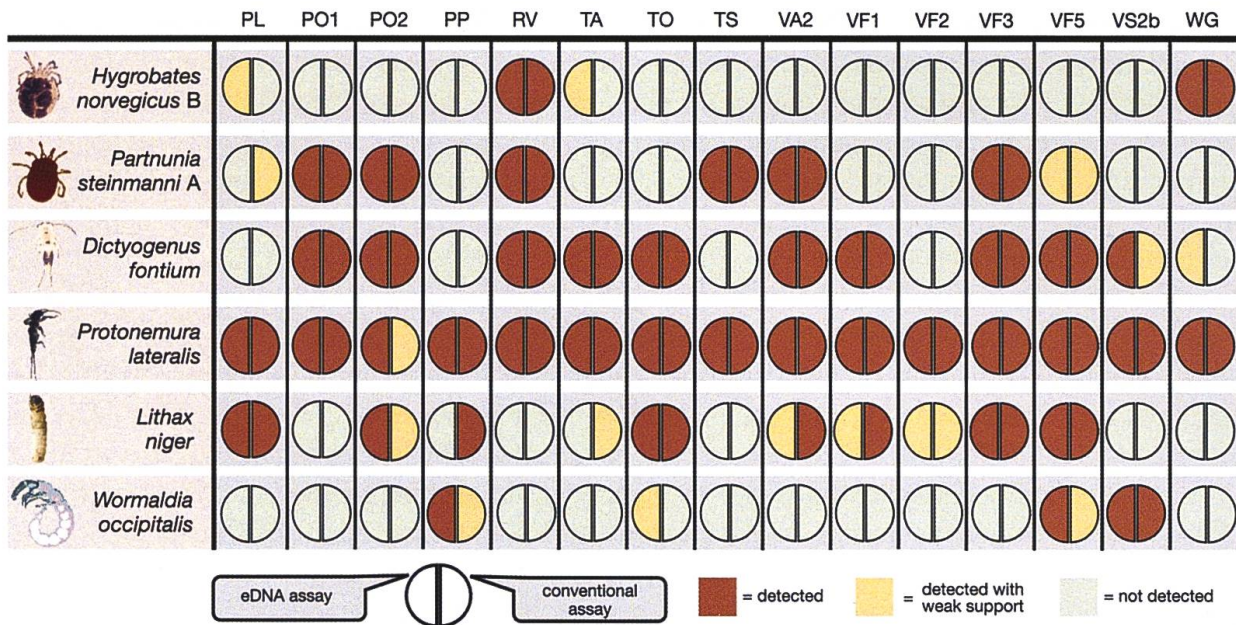 PL PO1 PO2 PP RV TA TO TS VA2 VF1 VF2 VF3 VF5 VS2b WG
Hygrobates
norvegicus B
Partnunia
steinmanni A
Dictyogenus
fontium
Protonemura
lateralis
Lithax
niger
Wormaldia
occipitalis
eDNA assay
conventional
assay
= detected
= detected with
weak support
= not detected